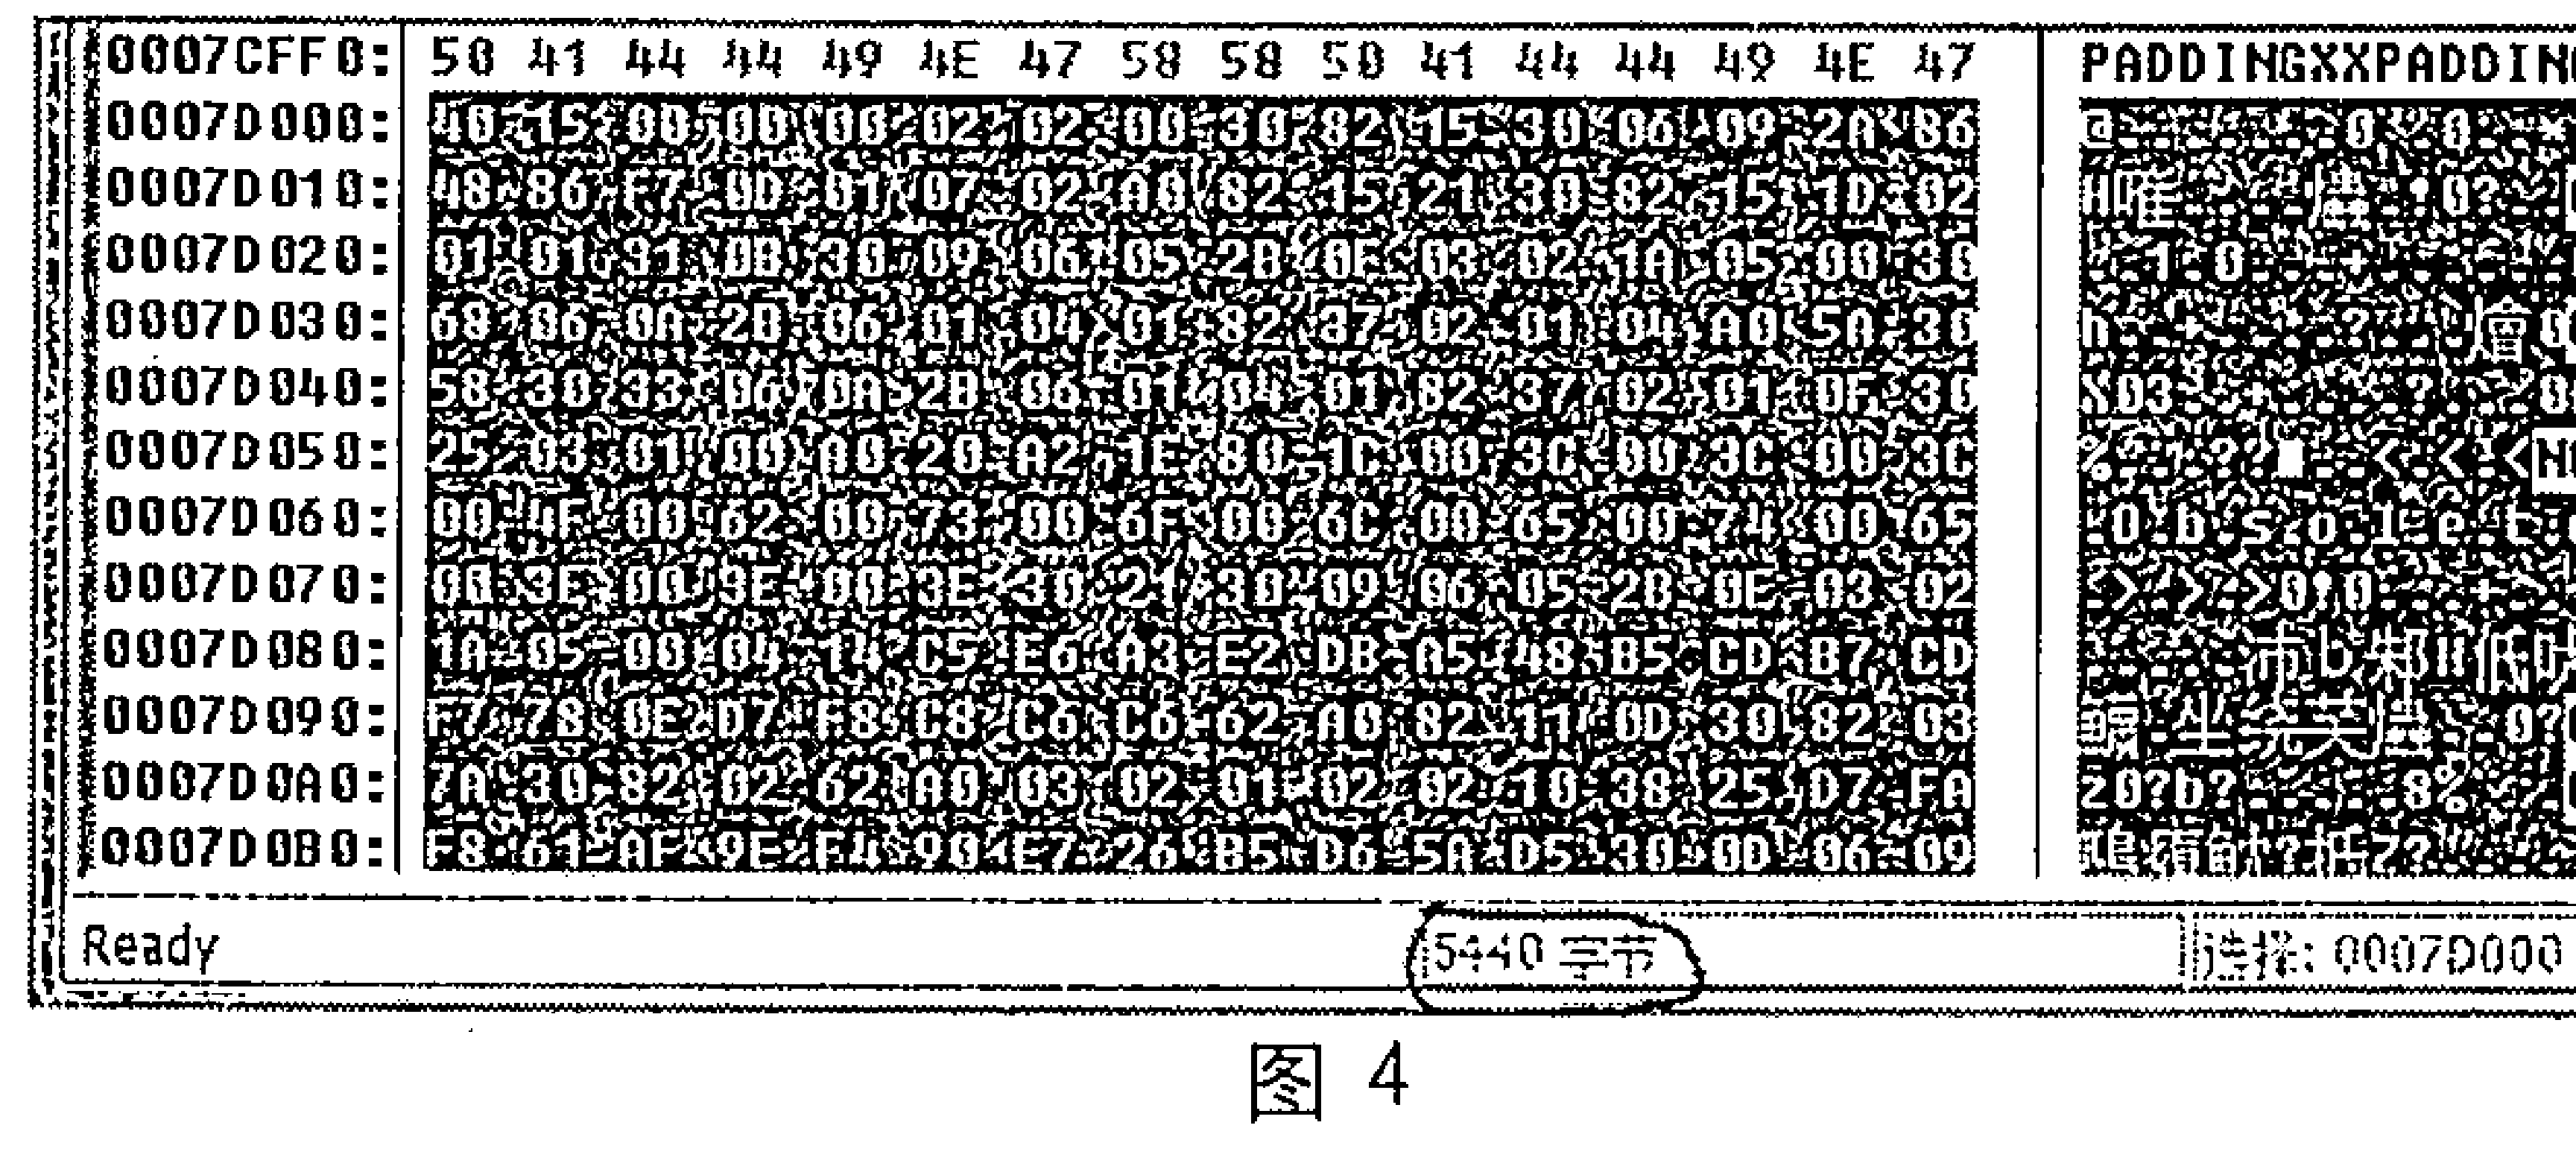 0007CFF0: 50 41 44 44 49 4E 47 58 58 50 41 44 44 49 4E 47 PADDINGXXPADDING
0007D000: 40 15 00 00 00 02 02 00 30 82 15 30 06 09 2A 86
0007D010: 48 86 F7 0D 01 07 02 A0 82 15 21 30 82 15 1D 02
0007D020: 01 01 31 0B 30 09 06 05 2B 0E 03 02 1A 05 00 30
0007D030: 68 06 0A 2B 06 01 04 01 82 37 02 01 04 A0 5A 30
0007D040: 58 30 33 06 0A 2B 06 01 04 01 82 37 02 01 0F 30
0007D050: 25 03 01 00 A0 20 A2 1E 80 1C 00 3C 00 3C 00 3C
0007D060: 00 4F 00 62 00 73 00 6F 00 6C 00 65 00 74 00 65 .O.b.s.o.l.e.t.
0007D070: 00 3E 00 3E 00 3E 30 21 30 09 06 05 2B 0E 03 02
0007D080: 1A 05 00 04 14 C5 E6 A3 E2 DB A5 48 B5 CD B7 CD
0007D090: F7 78 0E D7 F8 C8 C6 C6 62 A0 82 11 0D 30 82 03
0007D0A0: 7A 30 82 02 62 A0 03 02 01 02 02 10 38 25 D7 FA
0007D0B0: F8 61 AF 9E F4 90 E7 26 B5 D6 5A D5 30 0D 06 09
Ready 5440 字节 选择: 0007D000
图 4